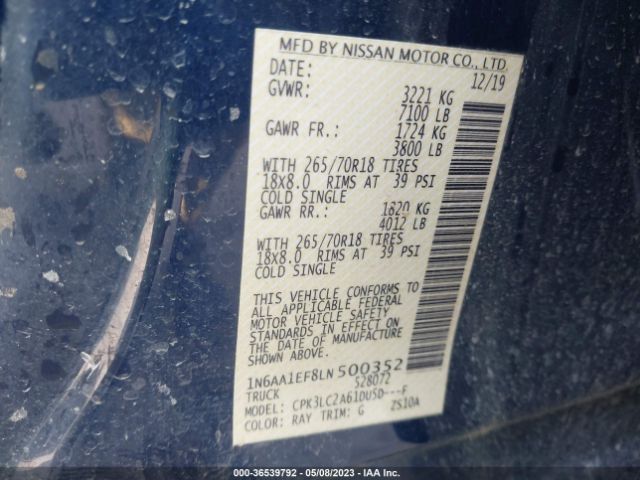 MFD BY NISSAN MOTOR CO., LTD.
DATE: 12/19
GVWR: 3221 KG
7100 LB
GAWR FR.: 1724 KG
3800 LB
WITH 265/70R18 TIRES
18X8.0 RIMS AT 39 PSI
COLD SINGLE
GAWR RR.: 1820 KG
4012 LB
WITH 265/70R18 TIRES
18X8.0 RIMS AT 39 PSI
COLD SINGLE
THIS VEHICLE CONFORMS TO
ALL APPLICABLE FEDERAL
MOTOR VEHICLE SAFETY
STANDARDS IN EFFECT ON
THE DATE OF MANUFACTURE
SHOWN ABOVE.
1N6AA1EF8LN500352
TRUCK 528072
MODEL: CPK3LC2A61DU5D---F
COLOR: RAY TRIM: G ZS10A
000-36539792 - 05/08/2023 - IAA Inc.